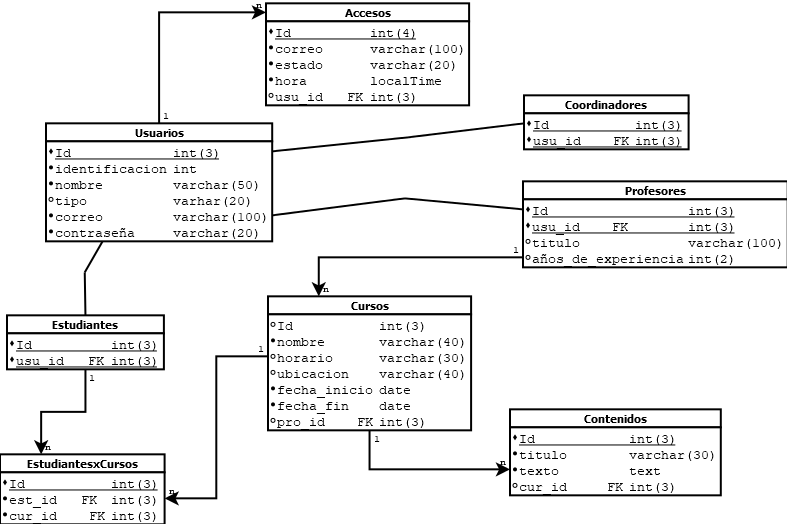 Accesos
Id int(4)
correo varchar(100)
estado varchar(20)
hora localTime
usu_id FK int(3)
n
1
Usuarios
Id int(3)
identificacion int
nombre varchar(50)
tipo varhar(20)
correo varchar(100)
contraseña varchar(20)
Coordinadores
Id int(3)
usu_id FK int(3)
Profesores
Id int(3)
usu_id FK int(3)
titulo varchar(100)
años_de_experiencia int(2)
1
n
Cursos
Id int(3)
nombre varchar(40)
horario varchar(30)
ubicacion varchar(40)
fecha_inicio date
fecha_fin date
pro_id FK int(3)
1
1
n
Estudiantes
Id int(3)
usu_id FK int(3)
1
n
Contenidos
Id int(3)
titulo varchar(30)
texto text
cur_id FK int(3)
EstudiantesxCursos
Id int(3)
est_id FK int(3)
cur_id FK int(3)
n